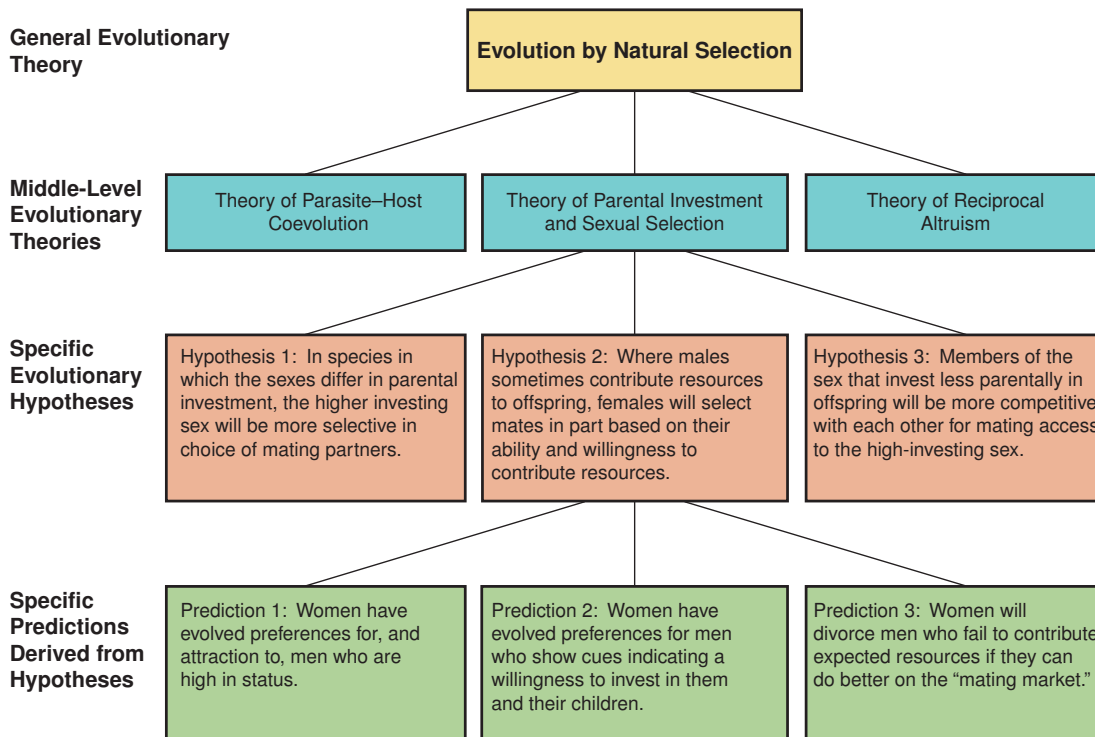 General Evolutionary
Theory
Evolution by Natural Selection
Middle-Level
Evolutionary
Theories
Theory of Parasite–Host
Coevolution
Theory of Parental Investment
and Sexual Selection
Theory of Reciprocal
Altruism
Specific
Evolutionary
Hypotheses
Hypothesis 1: In species in
which the sexes differ in parental
investment, the higher investing
sex will be more selective in
choice of mating partners.
Hypothesis 2: Where males
sometimes contribute resources
to offspring, females will select
mates in part based on their
ability and willingness to
contribute resources.
Hypothesis 3: Members of the
sex that invest less parentally in
offspring will be more competitive
with each other for mating access
to the high-investing sex.
Specific
Predictions
Derived from
Hypotheses
Prediction 1: Women have
evolved preferences for, and
attraction to, men who are
high in status.
Prediction 2: Women have
evolved preferences for men
who show cues indicating a
willingness to invest in them
and their children.
Prediction 3: Women will
divorce men who fail to contribute
expected resources if they can
do better on the “mating market.”